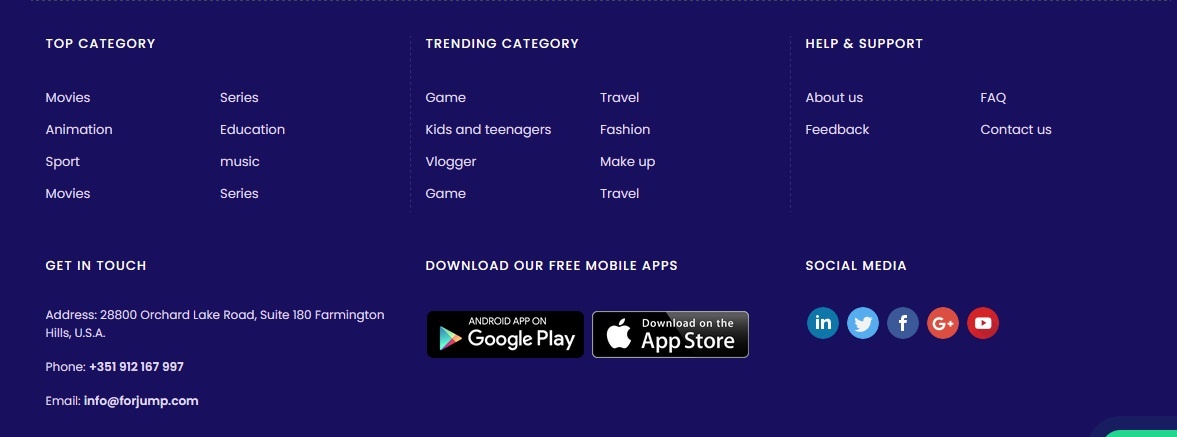 TOP CATEGORY
Movies
Series
Animation
Education
Sport
music
Movies
Series
TRENDING CATEGORY
Game
Travel
Kids and teenagers
Fashion
Vlogger
Make up
Game
Travel
HELP & SUPPORT
About us
FAQ
Feedback
Contact us
GET IN TOUCH
Address: 28800 Orchard Lake Road, Suite 180 Farmington
Hills, U.S.A.
Phone: +351 912 167 997
Email: info@forjump.com
DOWNLOAD OUR FREE MOBILE APPS
ANDROID APP ON
Google Play
Download on the
App Store
SOCIAL MEDIA
in
f
G+